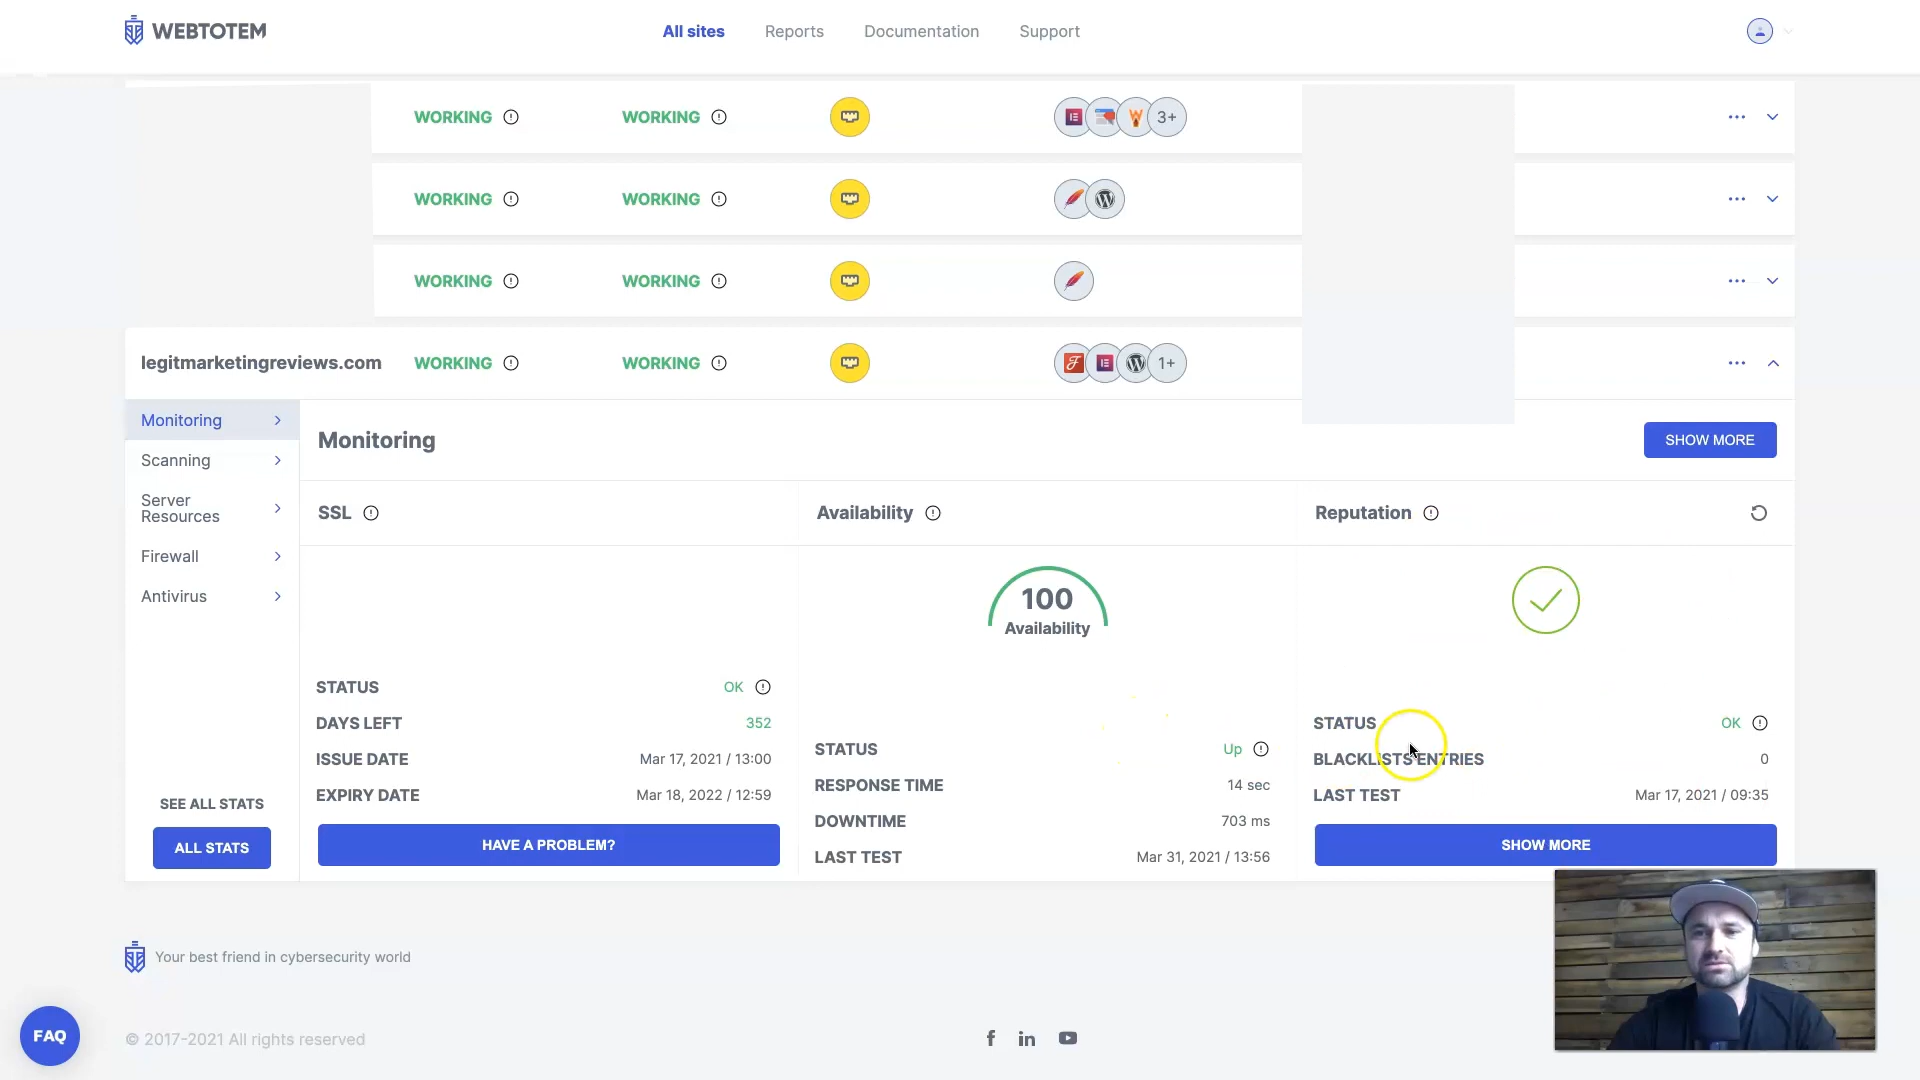 WEBTOTEM
All sites
Reports
Documentation
Support
WORKING
WORKING
3+
WORKING
WORKING
WORKING
WORKING
legitmarketingreviews.com
WORKING
WORKING
1+
Monitoring
Scanning
Server
Resources
Firewall
Antivirus
SEE ALL STATS
ALL STATS
Monitoring
SHOW MORE
SSL
STATUS
OK
DAYS LEFT
352
ISSUE DATE
Mar 17, 2021 / 13:00
EXPIRY DATE
Mar 18, 2022 / 12:59
HAVE A PROBLEM?
Availability
100
Availability
STATUS
Up
RESPONSE TIME
14 sec
DOWNTIME
703 ms
LAST TEST
Mar 31, 2021 / 13:56
Reputation
STATUS
OK
BLACKLISTS ENTRIES
0
LAST TEST
Mar 17, 2021 / 09:35
SHOW MORE
Your best friend in cybersecurity world
FAQ
© 2017-2021 All rights reserved